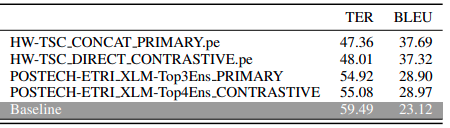 TER BLEU
HW-TSC_CONCAT_PRIMARY.pe 47.36 37.69
HW-TSC_DIRECT_CONTRASTIVE.pe 48.01 37.32
POSTECH-ETRI_XLM-Top3Ens_PRIMARY 54.92 28.90
POSTECH-ETRI_XLM-Top4Ens_CONTRASTIVE 55.08 28.97
Baseline 59.49 23.12